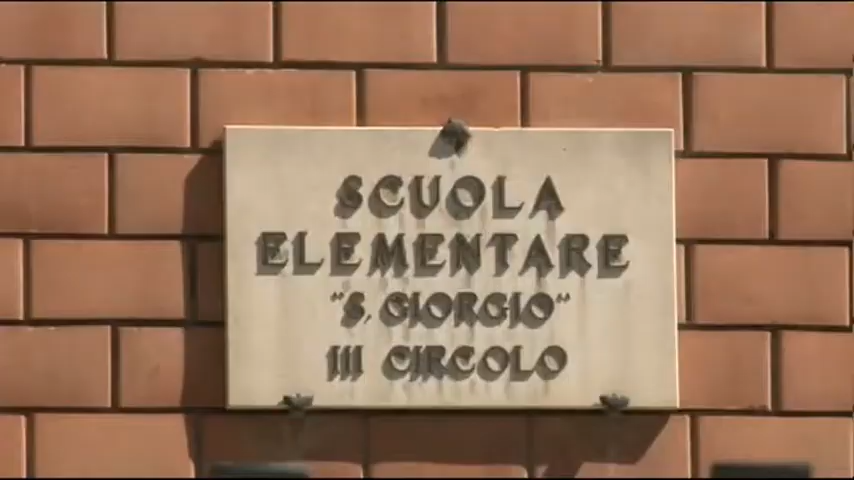 SCUOLA
ELEMENTARE
"S. GIORGIO"
III CIRCOLO